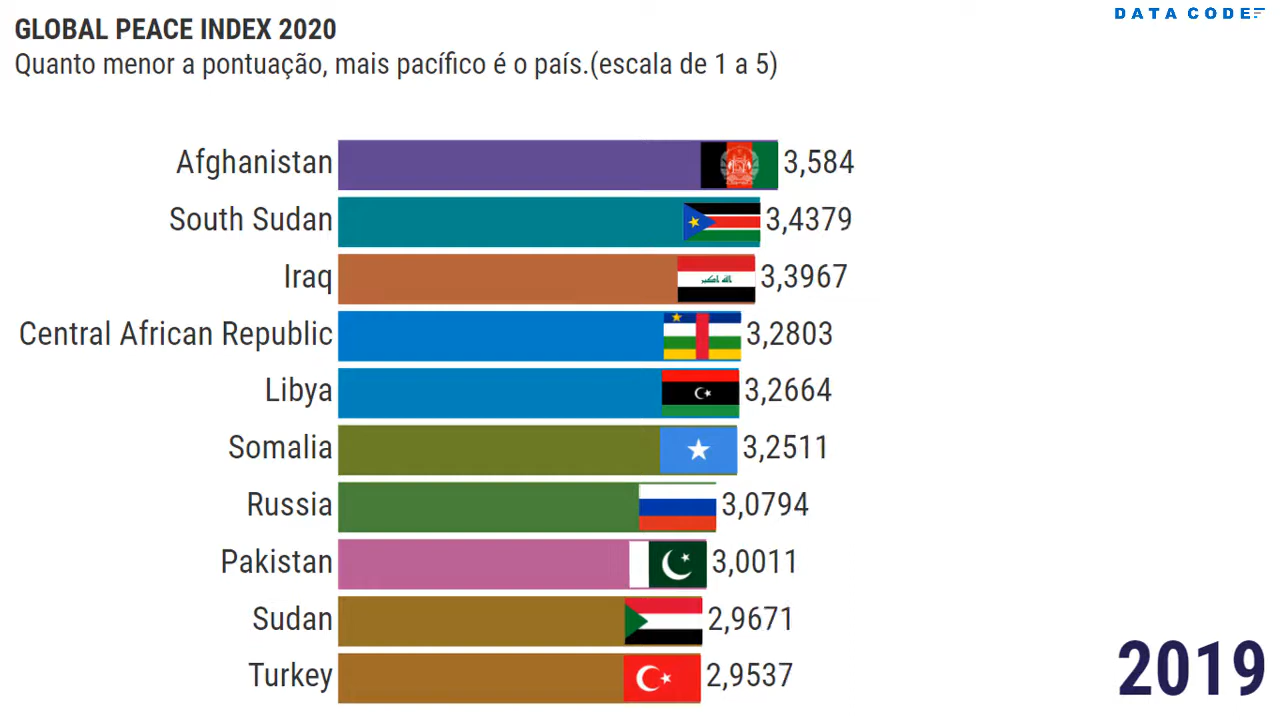 DATA CODE
GLOBAL PEACE INDEX 2020
Quanto menor a pontuação, mais pacífico é o país.(escala de 1 a 5)
Afghanistan 3,584
South Sudan 3,4379
Iraq 3,3967
Central African Republic 3,2803
Libya 3,2664
Somalia 3,2511
Russia 3,0794
Pakistan 3,0011
Sudan 2,9671
Turkey 2,9537
2019